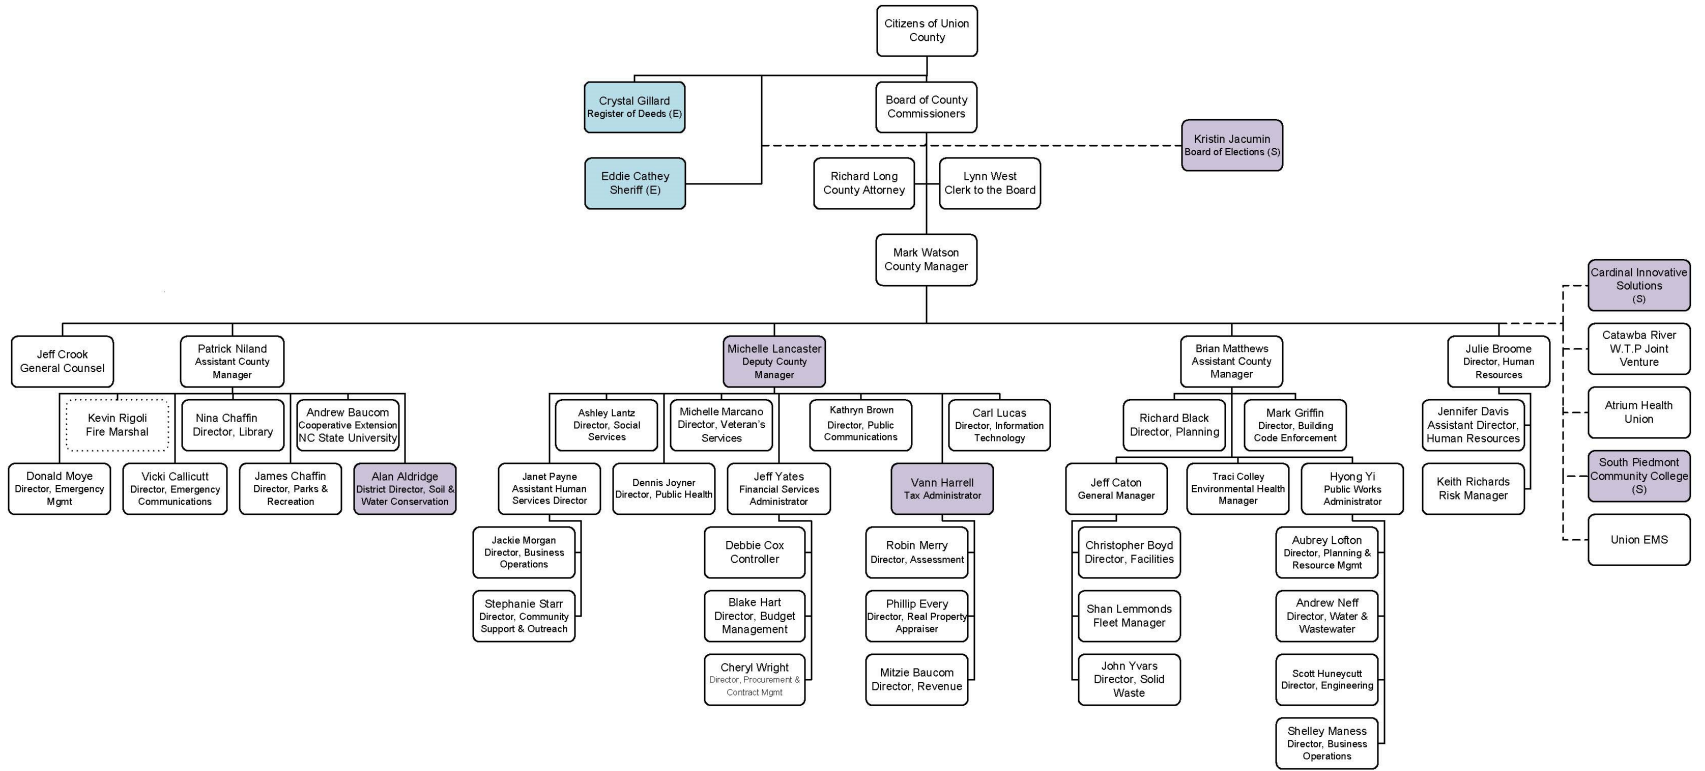 Citizens of Union
County
Crystal Gillard
Register of Deeds (E)
Board of County
Commissioners
Kristin Jacumin
Board of Elections (S)
Eddie Cathey
Sheriff (E)
Richard Long
County Attorney
Lynn West
Clerk to the Board
Mark Watson
County Manager
Cardinal Innovative
Solutions
(S)
Jeff Crook
General Counsel
Patrick Niland
Assistant County
Manager
Michelle Lancaster
Deputy County
Manager
Brian Matthews
Assistant County
Manager
Julie Broome
Director, Human
Resources
Catawba River
W.T.P Joint
Venture
Kevin Rigoli
Fire Marshal
Nina Chaffin
Director, Library
Andrew Baucom
Cooperative Extension
NC State University
Ashley Lantz
Director, Social
Services
Michelle Marcano
Director, Veteran's
Services
Kathryn Brown
Director, Public
Communications
Carl Lucas
Director, Information
Technology
Richard Black
Director, Planning
Mark Griffin
Director, Building
Code Enforcement
Jennifer Davis
Assistant Director,
Human Resources
Atrium Health
Union
Donald Moye
Director, Emergency
Mgmt
Vicki Callicutt
Director, Emergency
Communications
James Chaffin
Director, Parks &
Recreation
Alan Aldridge
District Director, Soil &
Water Conservation
Janet Payne
Assistant Human
Services Director
Dennis Joyner
Director, Public Health
Jeff Yates
Financial Services
Administrator
Vann Harrell
Tax Administrator
Jeff Caton
General Manager
Traci Colley
Environmental Health
Manager
Hyong Yi
Public Works
Administrator
Keith Richards
Risk Manager
South Piedmont
Community College
(S)
Jackie Morgan
Director, Business
Operations
Debbie Cox
Controller
Robin Merry
Director, Assessment
Christopher Boyd
Director, Facilities
Aubrey Lofton
Director, Planning &
Resource Mgmt
Union EMS
Stephanie Starr
Director, Community
Support & Outreach
Blake Hart
Director, Budget
Management
Phillip Every
Director, Real Property
Appraiser
Shan Lemmonds
Fleet Manager
Andrew Neff
Director, Water &
Wastewater
Cheryl Wright
Director, Procurement &
Contract Mgmt
Mitzie Baucom
Director, Revenue
John Yvars
Director, Solid
Waste
Scott Huneycutt
Director, Engineering
Shelley Maness
Director, Business
Operations